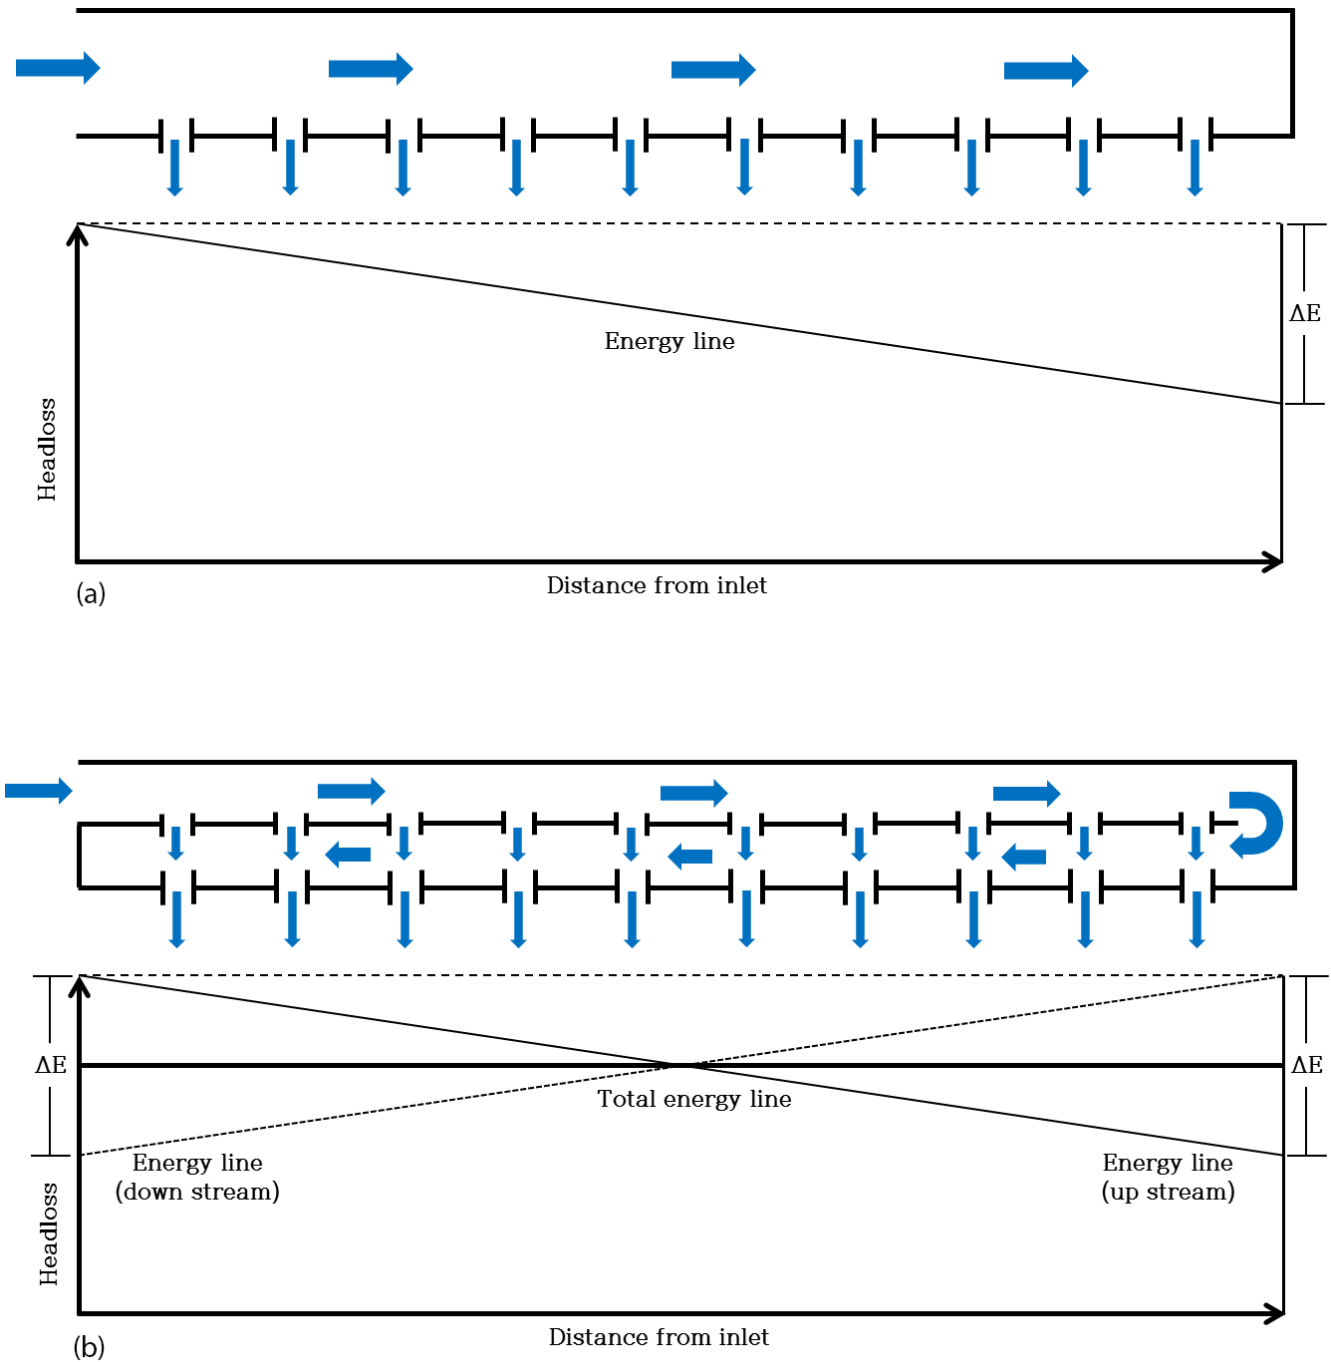 Energy line
ΔE
Headloss
Distance from inlet
(a)
ΔE
ΔE
Total energy line
Energy line
(down stream)
Energy line
(up stream)
Headloss
Distance from inlet
(b)